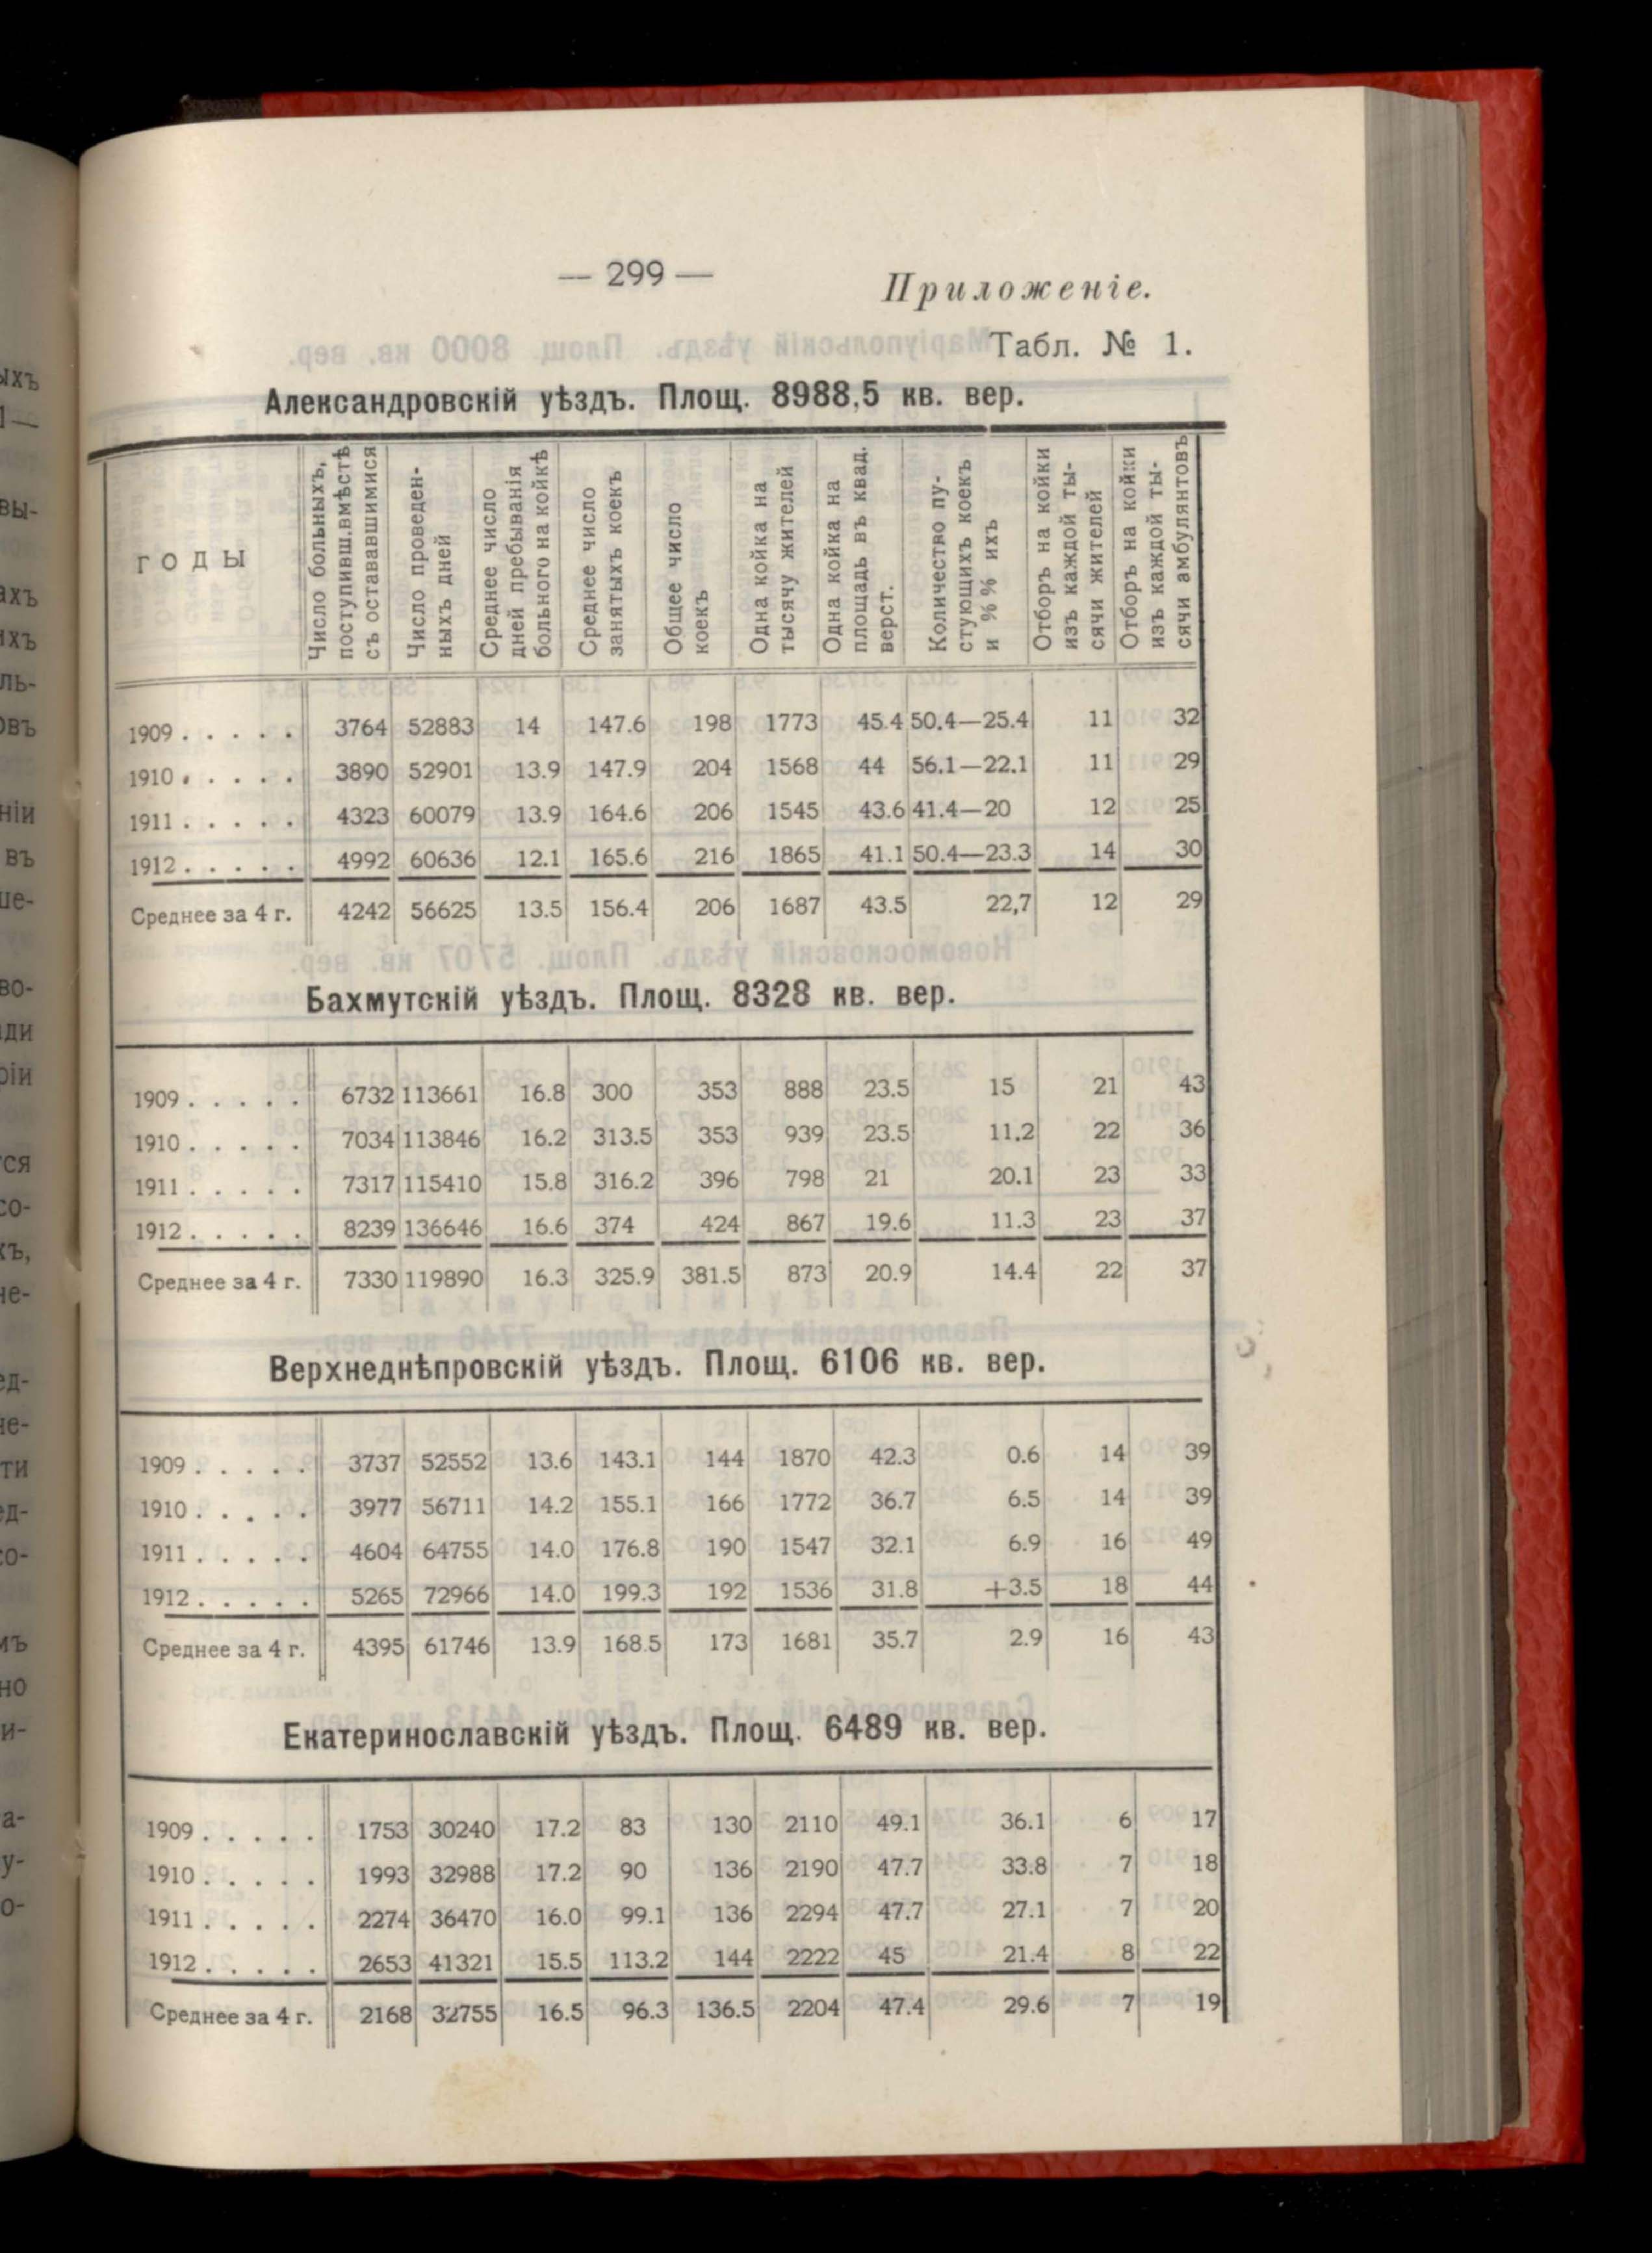 — 299 —
Приложеніе.
Табл. № 1.
Александровскій уѣздъ. Площ. 8988,5 кв. вер.
ГОДЫ
Число больныхъ,
поступивш.вмѣстѣ
съ остававшимися
Число проведен-
ныхъ дней
Среднее число
дней пребыванія
больного на койкѣ
Среднее число
занятыхъ коекъ
Общее число
коекъ
Одна койка на
тысячу жителей
Одна койка на
площадь въ квад.
верст.
Количество пу-
стующихъ коекъ
и %% ихъ
Отборъ на койки
изъ каждой ты-
сячи жителей
Отборъ на койки
изъ каждой ты-
сячи амбулянтовъ
1909 . . . . . 3764 52883 14 147.6 198 1773 45.4 50.4—25.4 11 32
1910 . . . . . 3890 52901 13.9 147.9 204 1568 44 56.1—22.1 11 29
1911 . . . . . 4323 60079 13.9 164.6 206 1545 43.6 41.4—20 12 25
1912 . . . . . 4992 60636 12.1 165.6 216 1865 41.1 50.4—23.3 14 30
Среднее за 4 г. 4242 56625 13.5 156.4 206 1687 43.5 22,7 12 29
Бахмутскій уѣздъ. Площ. 8328 кв. вер.
1909 . . . . . 6732 113661 16.8 300 353 888 23.5 15 21 43
1910 . . . . . 7034 113846 16.2 313.5 353 939 23.5 11.2 22 36
1911 . . . . . 7317 115410 15.8 316.2 396 798 21 20.1 23 33
1912 . . . . . 8239 136646 16.6 374 424 867 19.6 11.3 23 37
Среднее за 4 г. 7330 119890 16.3 325.9 381.5 873 20.9 14.4 22 37
Верхнеднѣпровскій уѣздъ. Площ. 6106 кв. вер.
1909 . . . . . 3737 52552 13.6 143.1 144 1870 42.3 0.6 14 39
1910 . . . . . 3977 56711 14.2 155.1 166 1772 36.7 6.5 14 39
1911 . . . . . 4604 64755 14.0 176.8 190 1547 32.1 6.9 16 49
1912 . . . . . 5265 72966 14.0 199.3 192 1536 31.8 +3.5 18 44
Среднее за 4 г. 4395 61746 13.9 168.5 173 1681 35.7 2.9 16 43
Екатеринославскій уѣздъ. Площ. 6489 кв. вер.
1909 . . . . . 1753 30240 17.2 83 130 2110 49.1 36.1 6 17
1910 . . . . . 1993 32988 17.2 90 136 2190 47.7 33.8 7 18
1911 . . . . . 2274 36470 16.0 99.1 136 2294 47.7 27.1 7 20
1912 . . . . . 2653 41321 15.5 113.2 144 2222 45 21.4 8 22
Среднее за 4 г. 2168 32755 16.5 96.3 136.5 2204 47.4 29.6 7 19